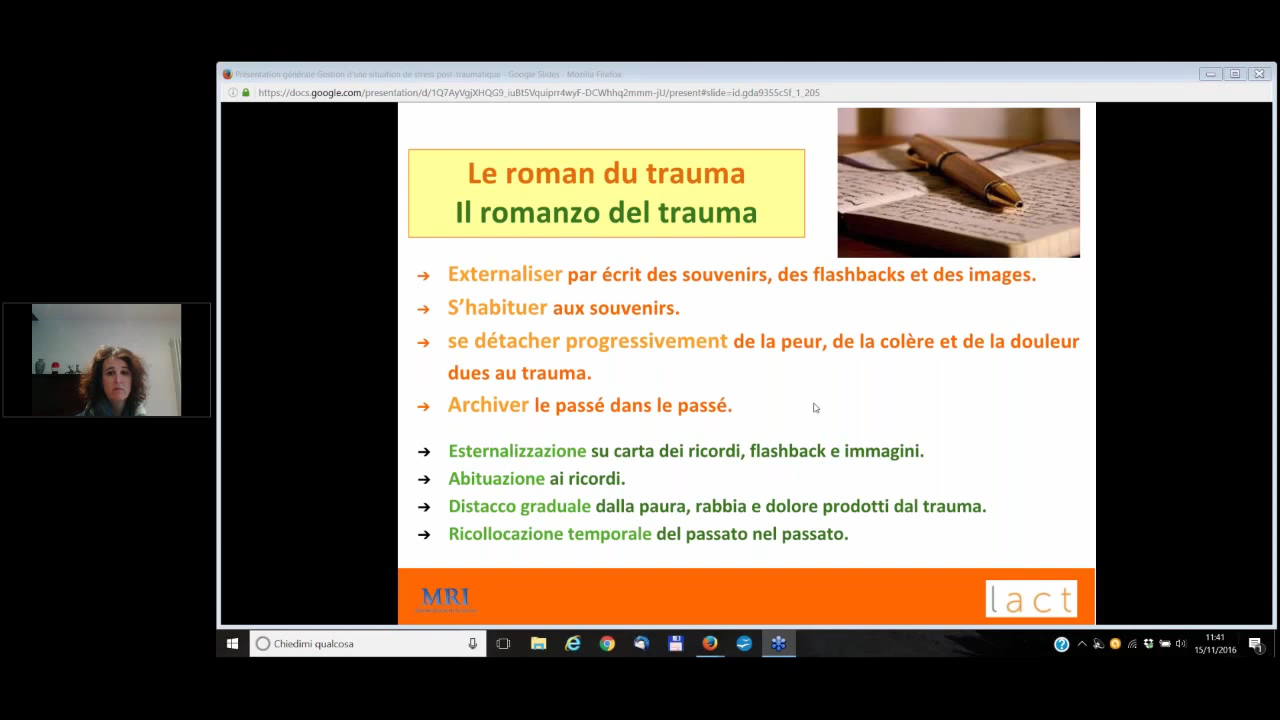 Présentation générale Gestion d'une situation de stress post-traumatique - Google Slides - Mozilla Firefox
Le roman du trauma
Il romanzo del trauma
➔ Externaliser par écrit des souvenirs, des flashbacks et des images.
➔ S'habituer aux souvenirs.
➔ se détacher progressivement de la peur, de la colère et de la douleur
dues au trauma.
➔ Archiver le passé dans le passé.
➔ Esternalizzazione su carta dei ricordi, flashback e immagini.
➔ Abituazione ai ricordi.
➔ Distacco graduale dalla paura, rabbia e dolore prodotti dal trauma.
➔ Ricollocazione temporale del passato nel passato.
MRI
lact
Chiedimi qualcosa
11:41
15/11/2016